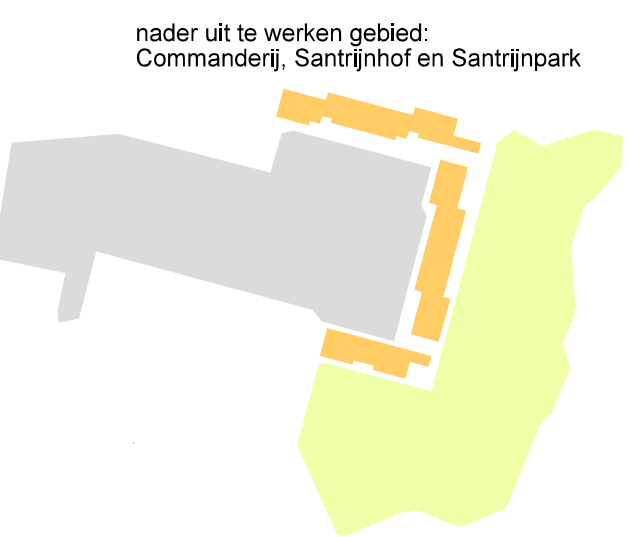 nader uit te werken gebied:
Commanderij, Santrijnhof en Santrijnpark